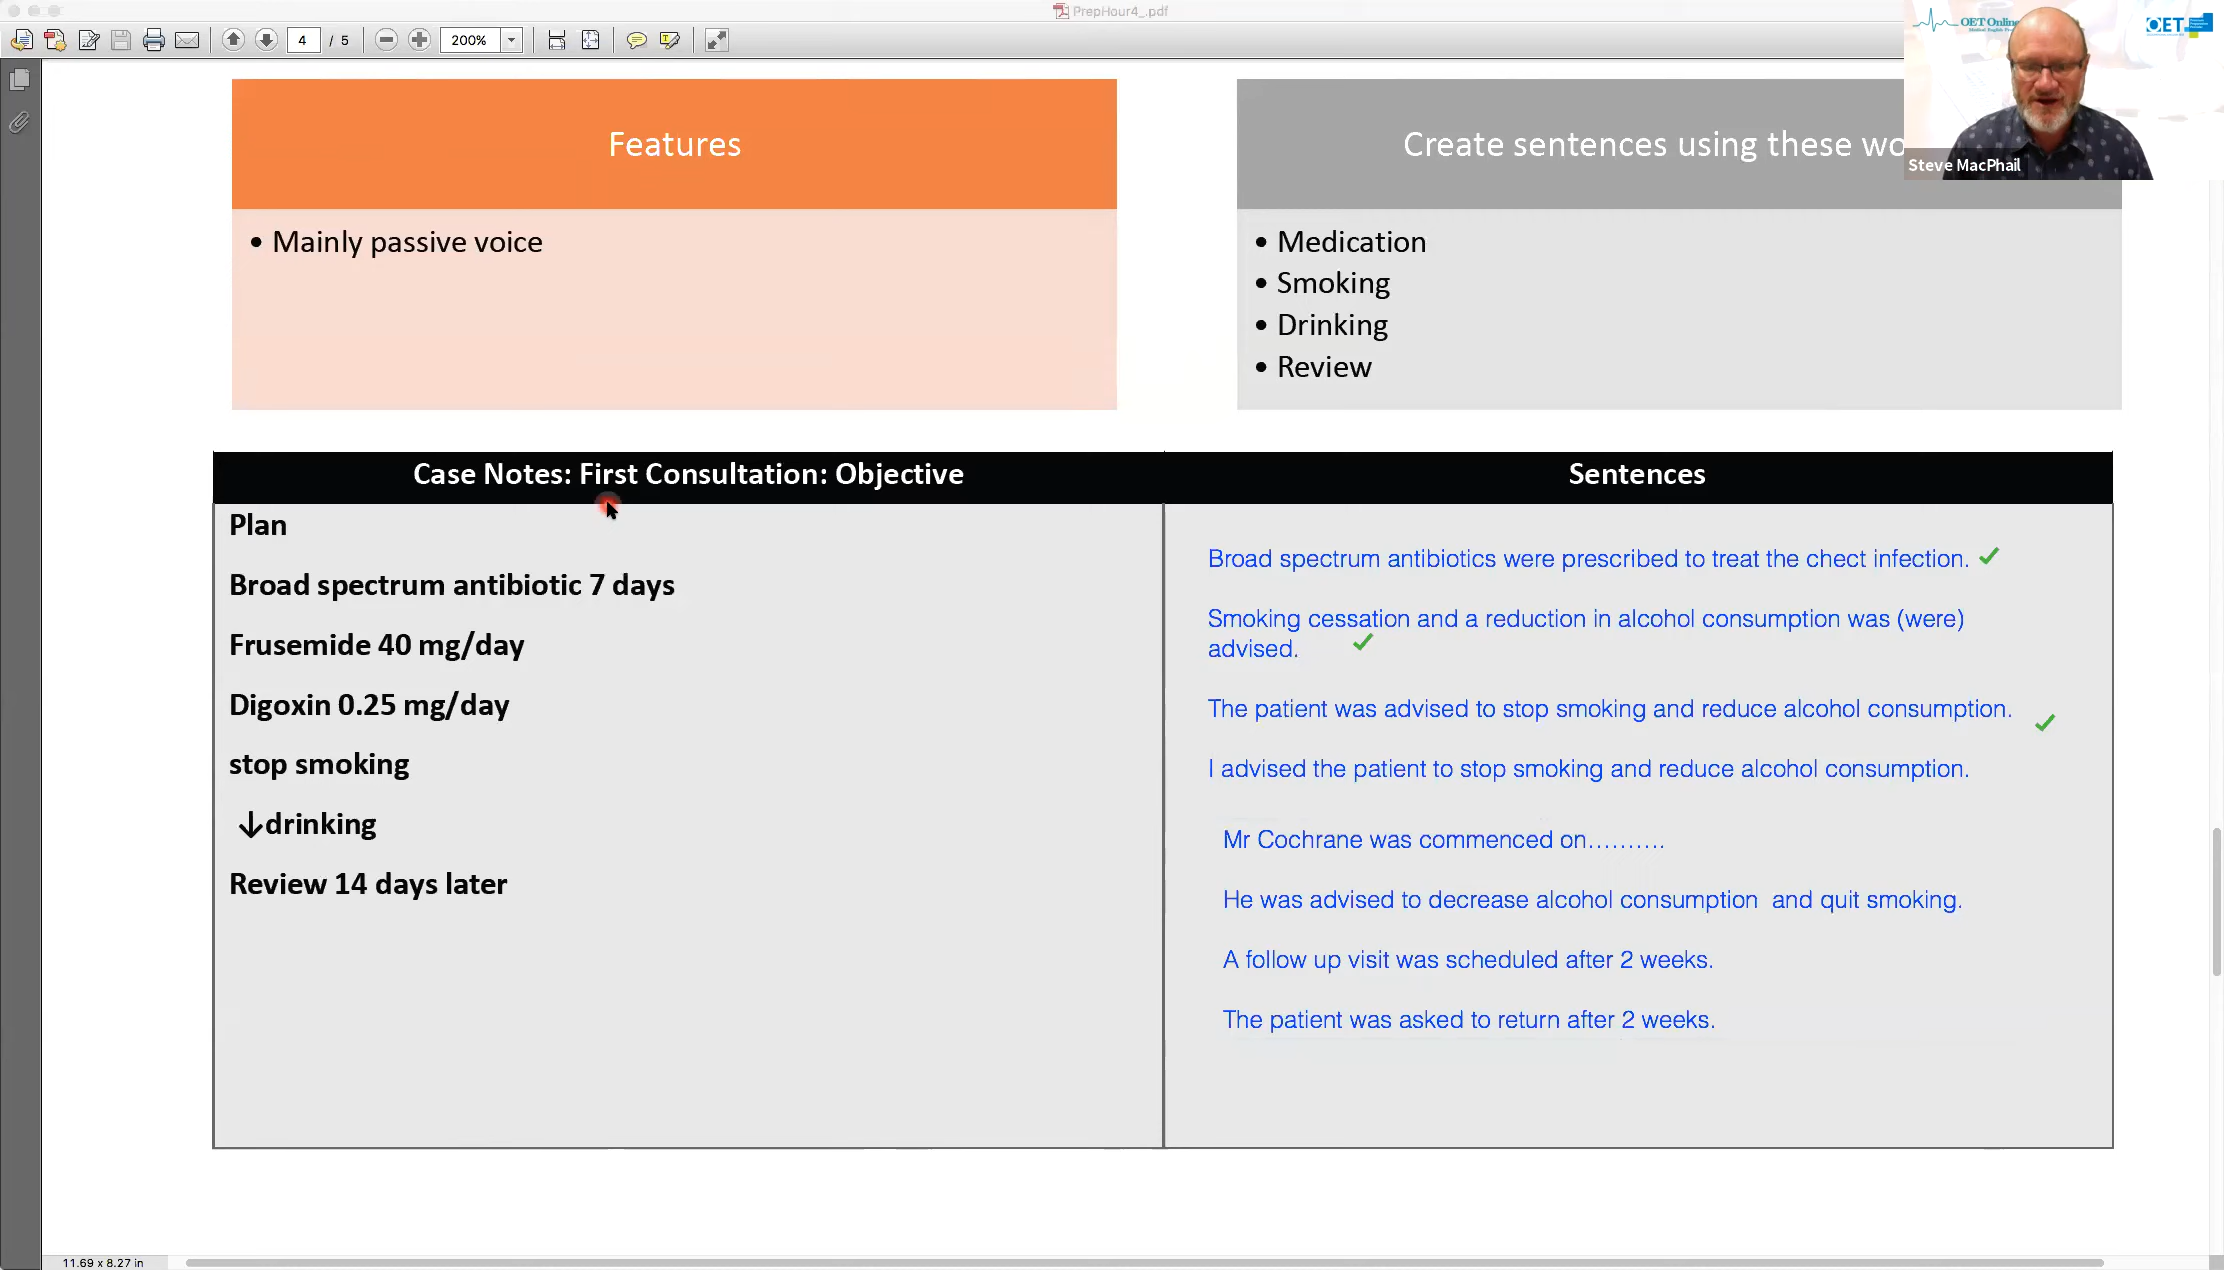 PrepHour4_.pdf
4 / 5
200%
OET Online
OET
Steve MacPhail
Features
Create sentences using these wo
• Mainly passive voice
• Medication
• Smoking
• Drinking
• Review
Case Notes: First Consultation: Objective
Sentences
Plan
Broad spectrum antibiotic 7 days
Frusemide 40 mg/day
Digoxin 0.25 mg/day
stop smoking
↓drinking
Review 14 days later
Broad spectrum antibiotics were prescribed to treat the chect infection. ✓
Smoking cessation and a reduction in alcohol consumption was (were)
advised. ✓
The patient was advised to stop smoking and reduce alcohol consumption. ✓
I advised the patient to stop smoking and reduce alcohol consumption.
Mr Cochrane was commenced on..........
He was advised to decrease alcohol consumption  and quit smoking.
A follow up visit was scheduled after 2 weeks.
The patient was asked to return after 2 weeks.
11.69 x 8.27 in